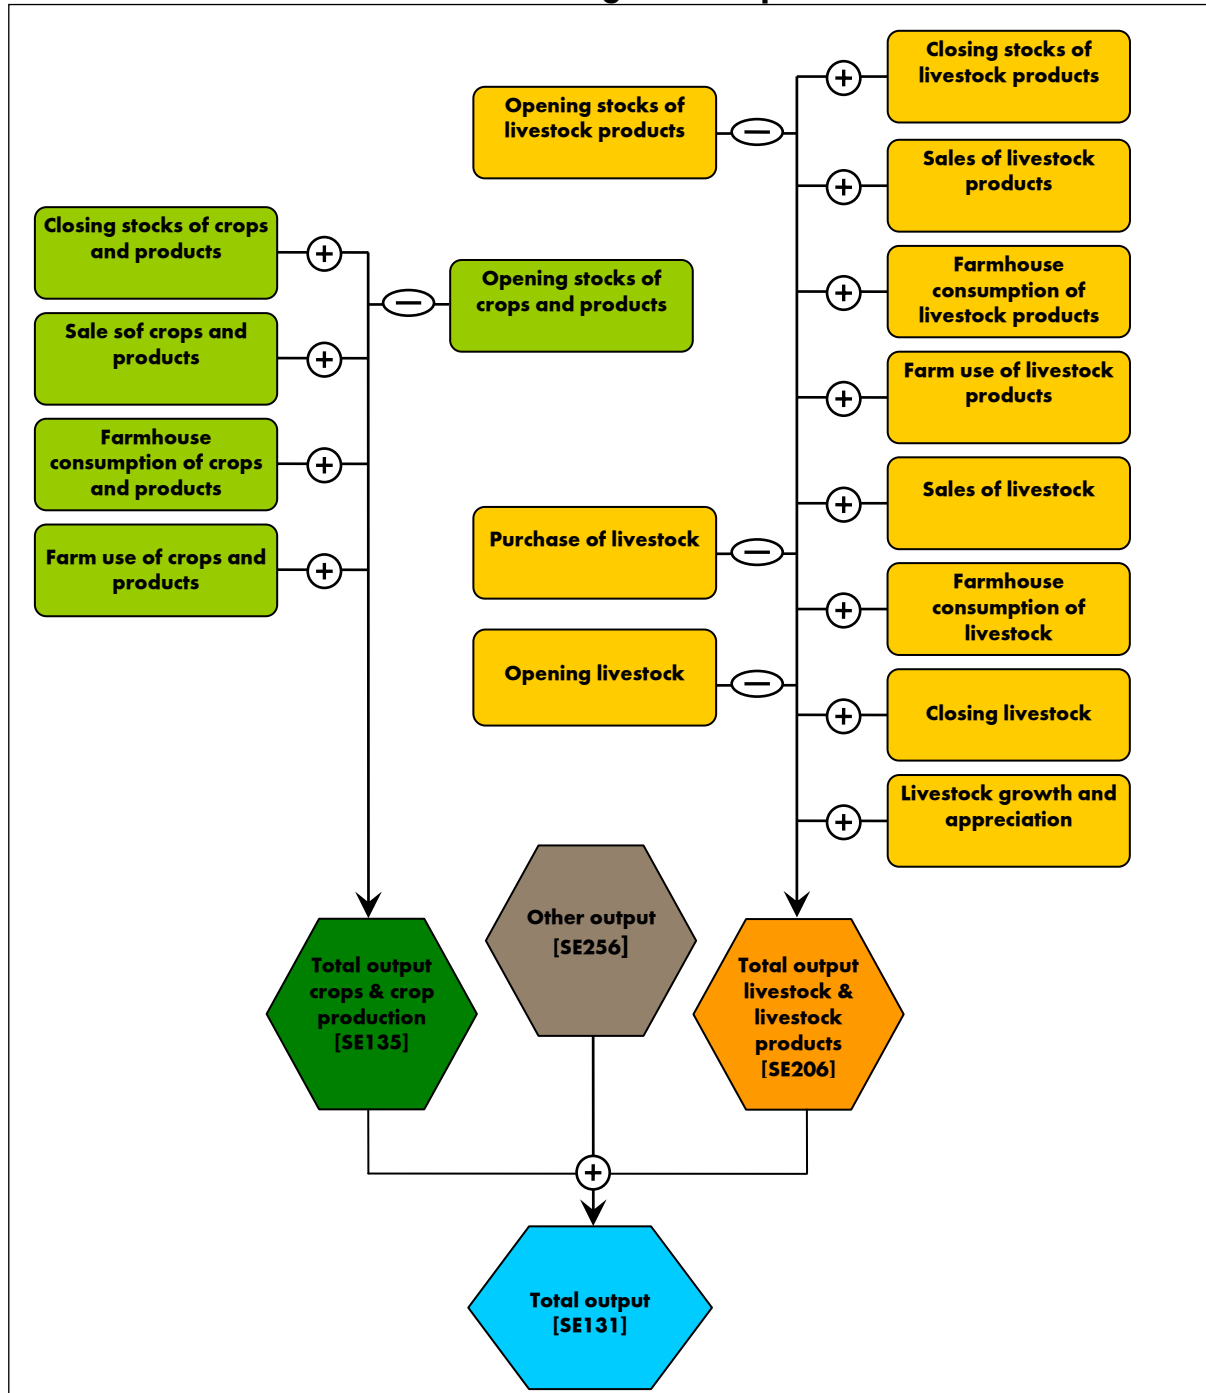 Closing stocks of
livestock products
Opening stocks of
livestock products
Sales of livestock
products
Closing stocks of crops
and products
Farmhouse
consumption of
livestock products
Opening stocks of
crops and products
Sale sof crops and
products
Farm use of livestock
products
Farmhouse
consumption of crops
and products
Sales of livestock
Purchase of livestock
Farm use of crops and
products
Farmhouse
consumption of
livestock
Opening livestock
Closing livestock
Livestock growth and
appreciation
Other output
[SE256]
Total output
crops & crop
production
[SE135]
Total output
livestock &
livestock
products
[SE206]
Total output
[SE131]